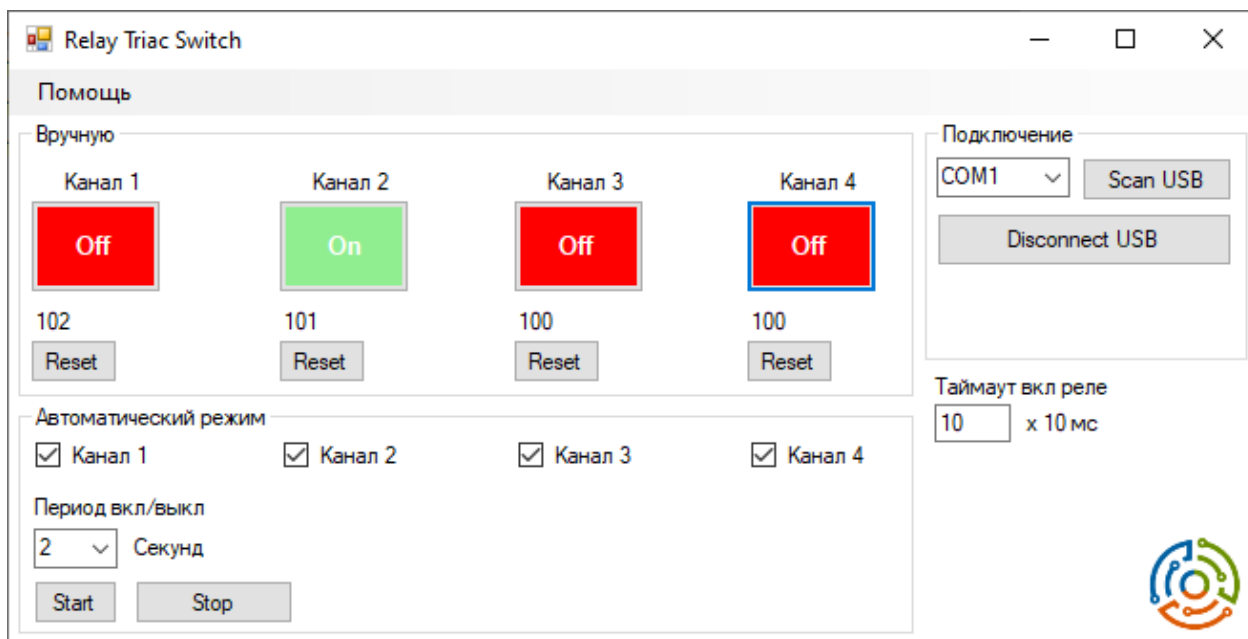 Relay Triac Switch
Помощь
Вручную
Канал 1 Канал 2 Канал 3 Канал 4
Off On Off Off
102 101 100 100
Reset Reset Reset Reset
Подключение
COM1 Scan USB
Disconnect USB
Таймаут вкл реле
10 x 10 мс
Автоматический режим
Канал 1 Канал 2 Канал 3 Канал 4
Период вкл/выкл
2 Секунд
Start Stop